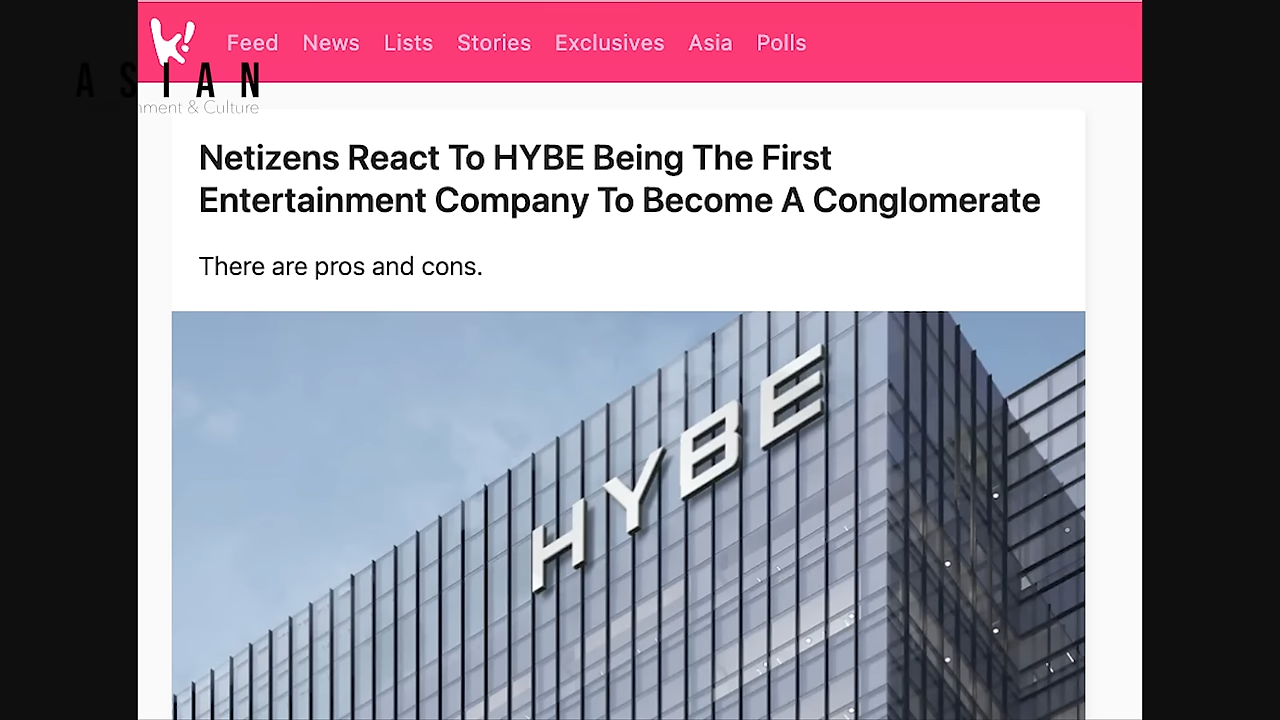 Feed News Lists Stories Exclusives Asia Polls
ASIAN
nment & Culture
Netizens React To HYBE Being The First
Entertainment Company To Become A Conglomerate
There are pros and cons.
HYBE